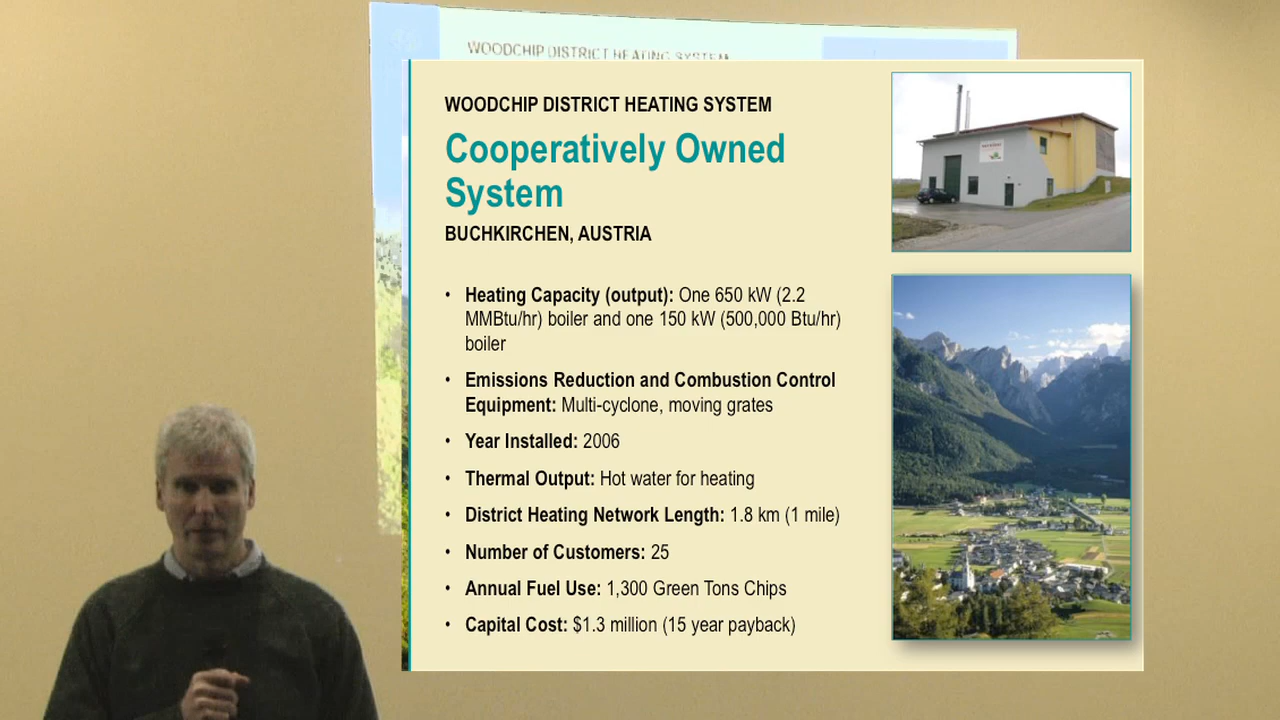 WOODCHIP DISTRICT HEATING SYSTEM
WOODCHIP DISTRICT HEATING SYSTEM
Cooperatively Owned
System
BUCHKIRCHEN, AUSTRIA
• Heating Capacity (output): One 650 kW (2.2
MMBtu/hr) boiler and one 150 kW (500,000 Btu/hr)
boiler
• Emissions Reduction and Combustion Control
Equipment: Multi-cyclone, moving grates
• Year Installed: 2006
• Thermal Output: Hot water for heating
• District Heating Network Length: 1.8 km (1 mile)
• Number of Customers: 25
• Annual Fuel Use: 1,300 Green Tons Chips
• Capital Cost: $1.3 million (15 year payback)